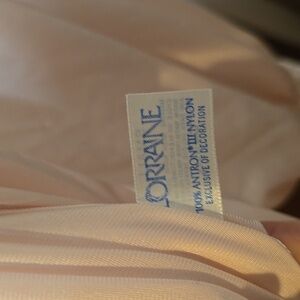 LORRAINE
100% ANTRON® III NYLON
EXCLUSIVE OF DECORATION